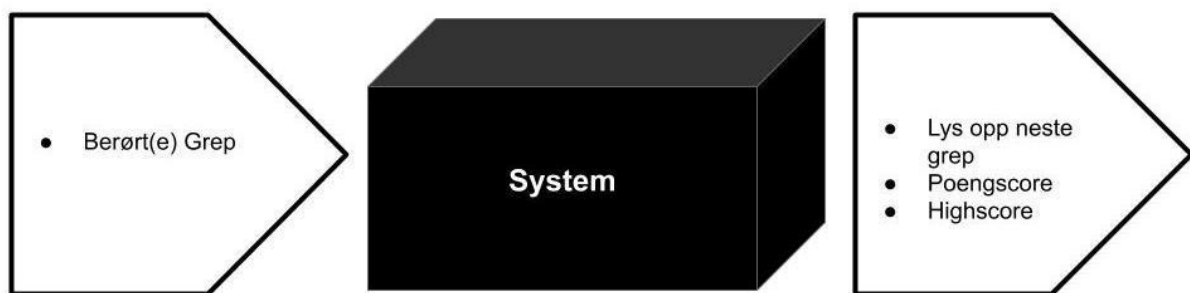 ● Berørt(e) Grep
System
● Lys opp neste
grep
● Poengscore
● Highscore